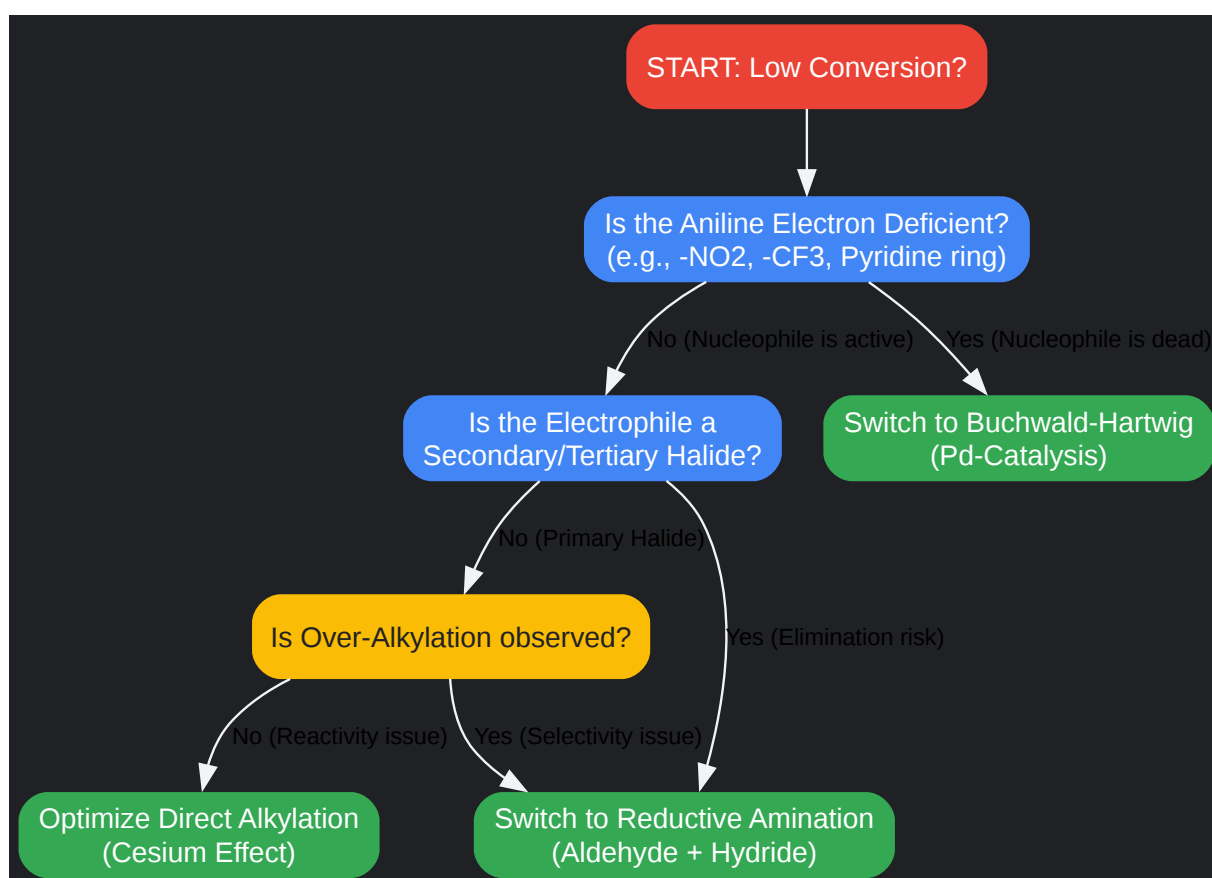 START: Low Conversion?
Is the Aniline Electron Deficient?
(e.g., -NO2, -CF3, Pyridine ring)
No (Nucleophile is active)
Yes (Nucleophile is dead)
Is the Electrophile a
Secondary/Tertiary Halide?
Switch to Buchwald-Hartwig
(Pd-Catalysis)
No (Primary Halide)
Is Over-Alkylation observed?
Yes (Elimination risk)
No (Reactivity issue)
Yes (Selectivity issue)
Optimize Direct Alkylation
(Cesium Effect)
Switch to Reductive Amination
(Aldehyde + Hydride)